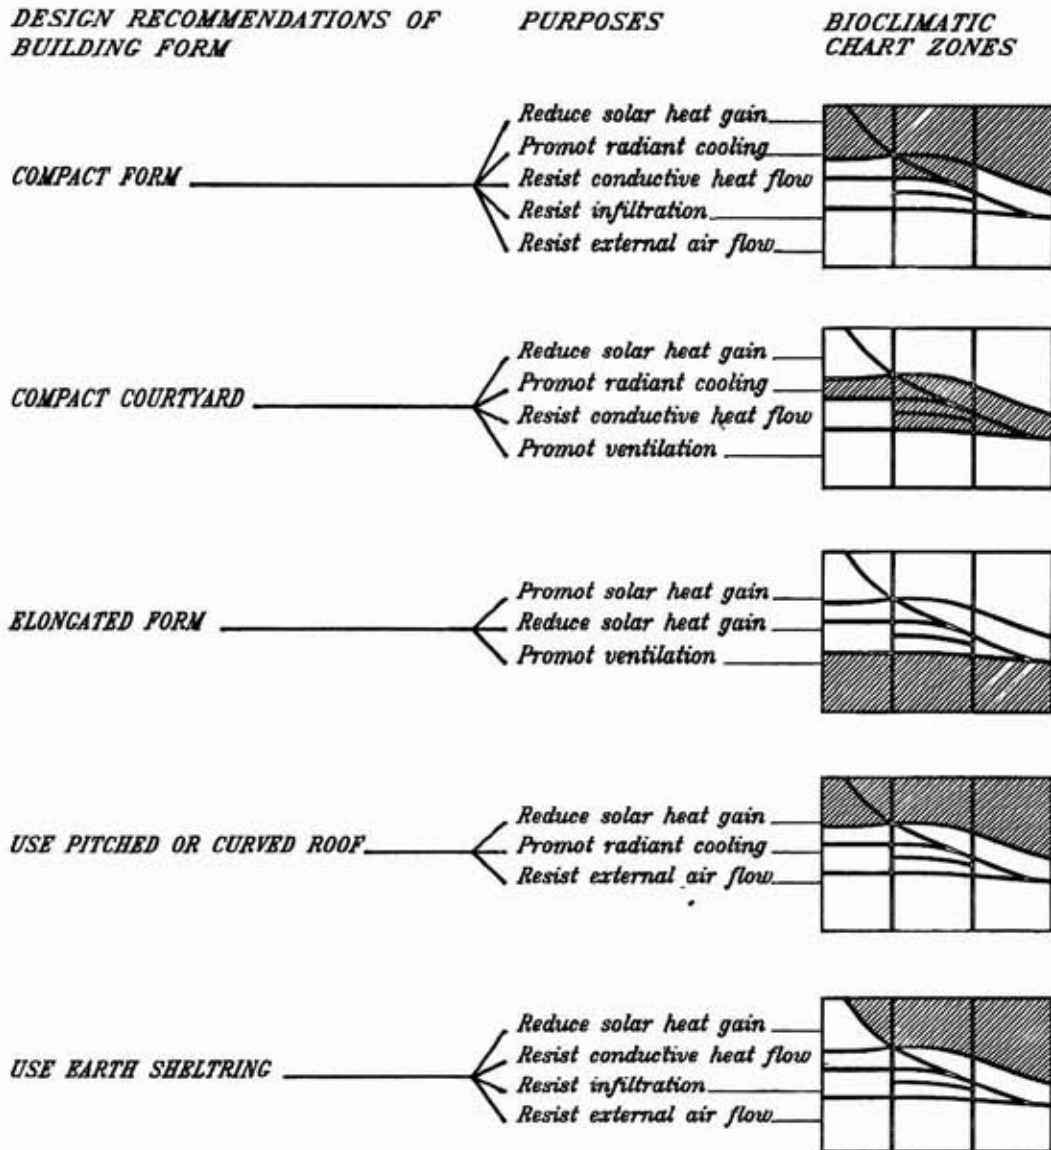 DESIGN RECOMMENDATIONS OF
BUILDING FORM
PURPOSES
BIOCLIMATIC
CHART ZONES
COMPACT FORM
Reduce solar heat gain
Promot radiant cooling
Resist conductive heat flow
Resist infiltration
Resist external air flow
COMPACT COURTYARD
Reduce solar heat gain
Promot radiant cooling
Resist conductive heat flow
Promot ventilation
ELONGATED FORM
Promot solar heat gain
Reduce solar heat gain
Promot ventilation
USE PITCHED OR CURVED ROOF
Reduce solar heat gain
Promot radiant cooling
Resist external air flow
USE EARTH SHELTRING
Reduce solar heat gain
Resist conductive heat flow
Resist infiltration
Resist external air flow